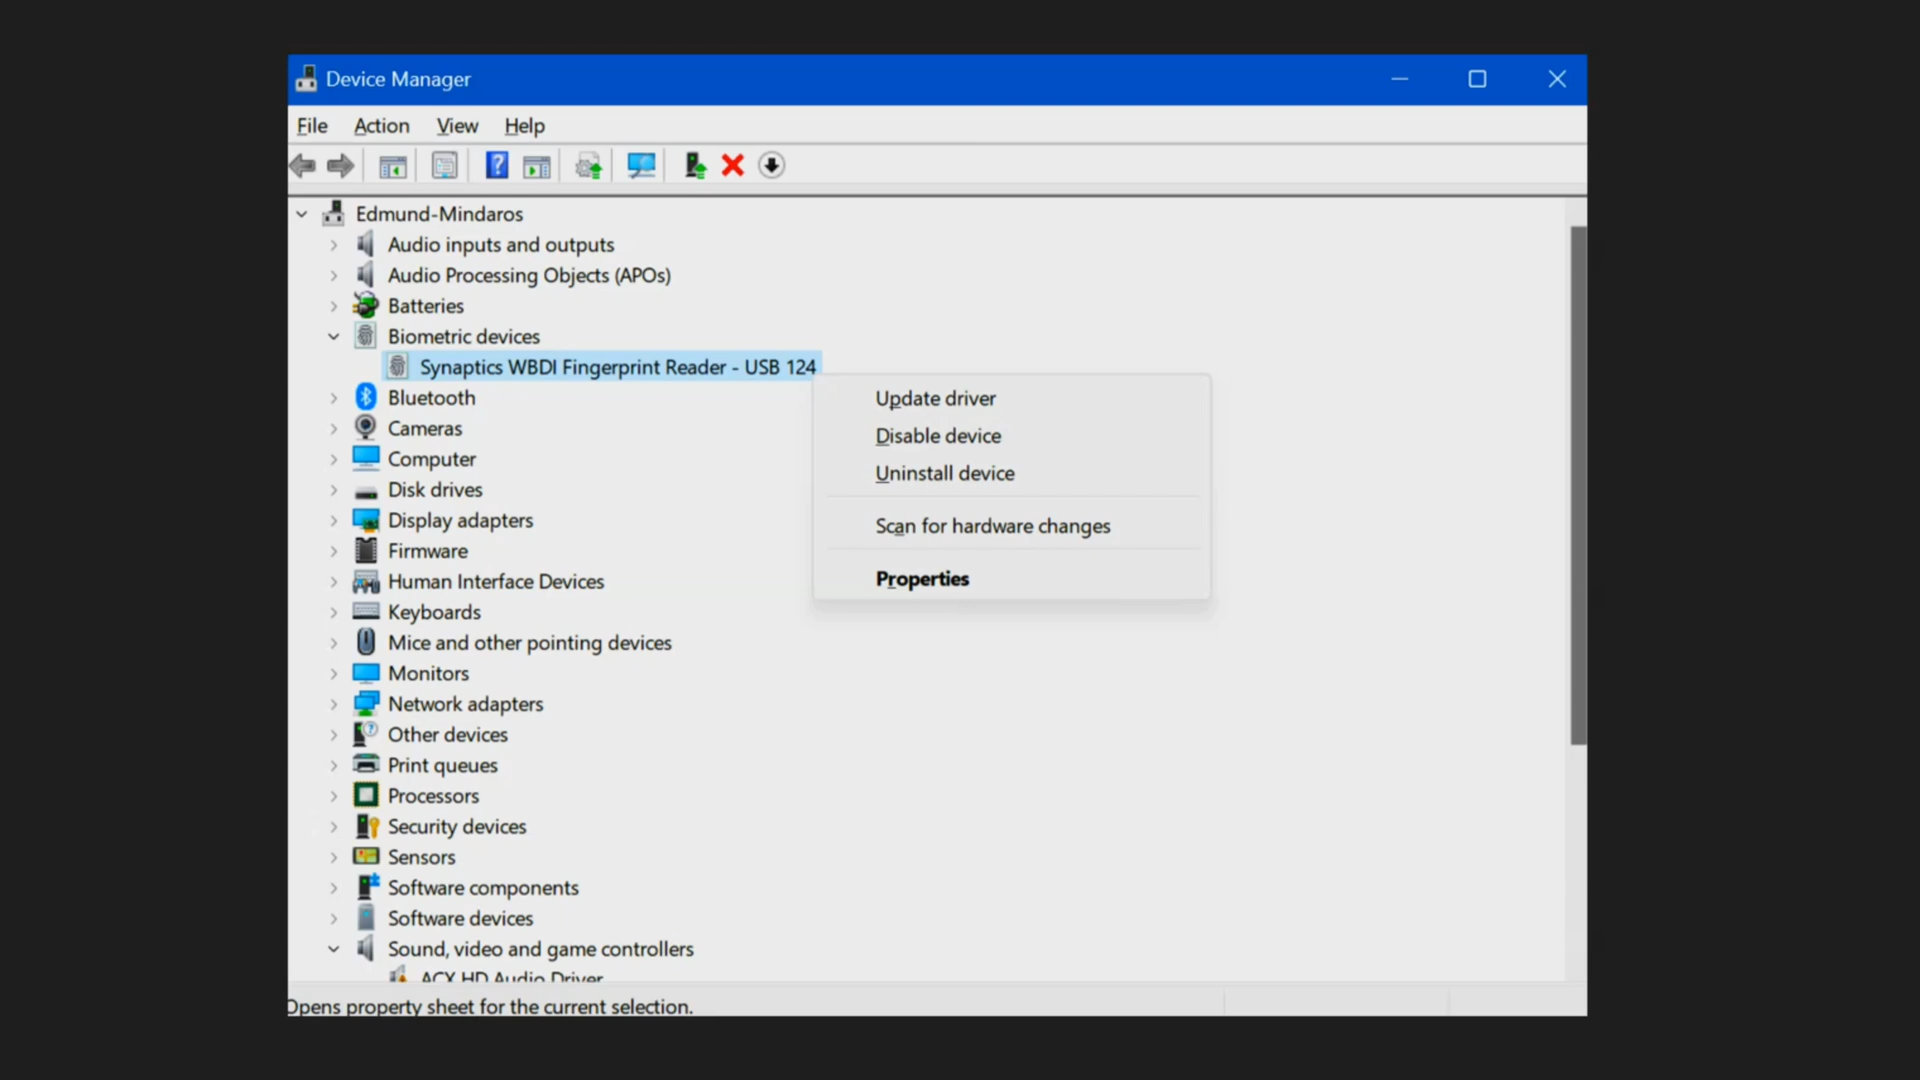 Device Manager
File Action View Help
Edmund-Mindaros
Audio inputs and outputs
Audio Processing Objects (APOs)
Batteries
Biometric devices
Synaptics WBDI Fingerprint Reader - USB 124
Bluetooth
Cameras
Computer
Disk drives
Display adapters
Firmware
Human Interface Devices
Keyboards
Mice and other pointing devices
Monitors
Network adapters
Other devices
Print queues
Processors
Security devices
Sensors
Software components
Software devices
Sound, video and game controllers
ACX HD Audio Driver
Update driver
Disable device
Uninstall device
Scan for hardware changes
Properties
Opens property sheet for the current selection.